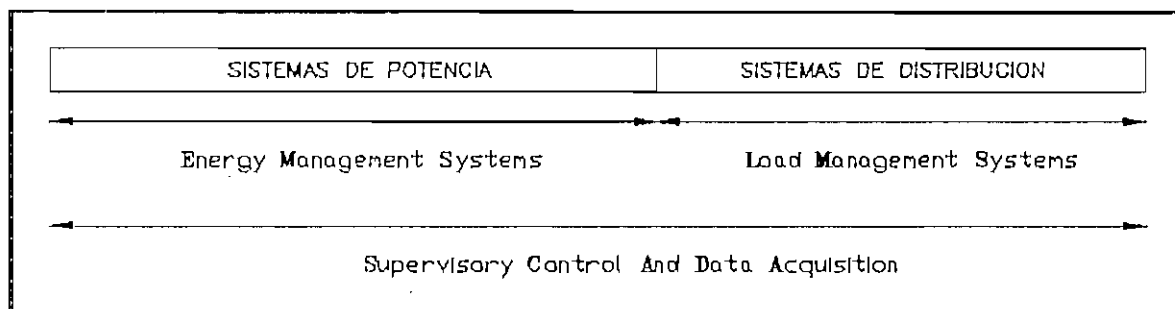 SISTEMAS DE POTENCIA SISTEMAS DE DISTRIBUCION
Energy Management Systems Load Management Systems
Supervisory Control And Data Acquisition